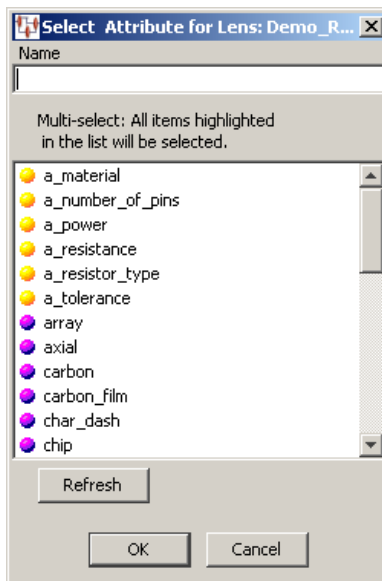 Select Attribute for Lens: Demo_R...
Name
Multi-select: All items highlighted
in the list will be selected.
a_material
a_number_of_pins
a_power
a_resistance
a_resistor_type
a_tolerance
array
axial
carbon
carbon_film
char_dash
chip
Refresh
OK
Cancel